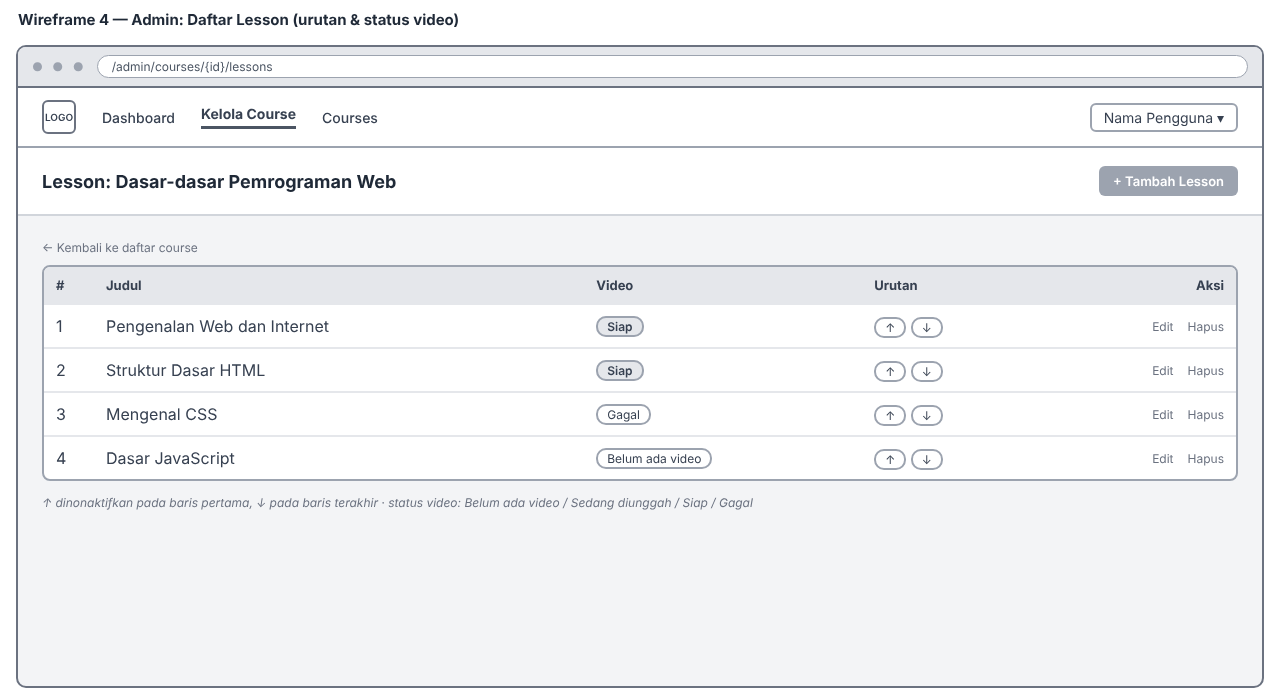 Wireframe 4 — Admin: Daftar Lesson (urutan & status video)
/admin/courses/{id}/lessons
LOGO Dashboard Kelola Course Courses Nama Pengguna ▾
Lesson: Dasar-dasar Pemrograman Web + Tambah Lesson
← Kembali ke daftar course
# Judul Video Urutan Aksi
1 Pengenalan Web dan Internet Siap ↑ ↓ Edit Hapus
2 Struktur Dasar HTML Siap ↑ ↓ Edit Hapus
3 Mengenal CSS Gagal ↑ ↓ Edit Hapus
4 Dasar JavaScript Belum ada video ↑ ↓ Edit Hapus
↑ dinonaktifkan pada baris pertama, ↓ pada baris terakhir · status video: Belum ada video / Sedang diunggah / Siap / Gagal